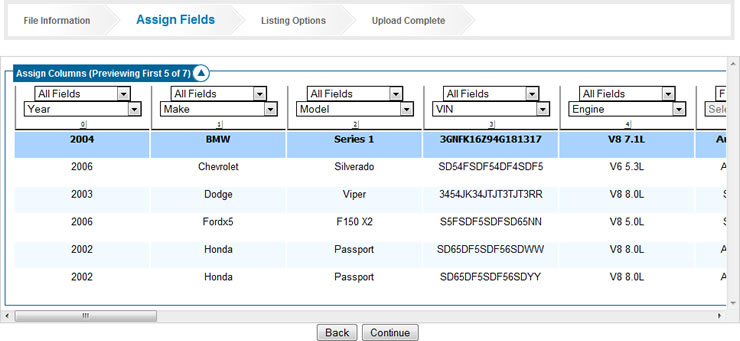 File Information Assign Fields Listing Options Upload Complete
Assign Columns (Previewing First 5 of 7)
All Fields All Fields All Fields All Fields All Fields F
Year Make Model VIN Engine Sele
0 1 2 3 4
2004 BMW Series 1 3GNFK16Z94G181317 V8 7.1L Au
2006 Chevrolet Silverado SD54FSDF54DF4SDF5 V6 5.3L A
2003 Dodge Viper 3454JK34JTJT3TJT3RR V8 8.0L S
2006 Fordx5 F150 X2 S5FSDF5SDFSD65NN V8 5.0L S
2002 Honda Passport SD65DF5SDF56SDWW V8 8.0L A
2002 Honda Passport SD65DF5SDF56SDYY V8 8.0L A
Back Continue